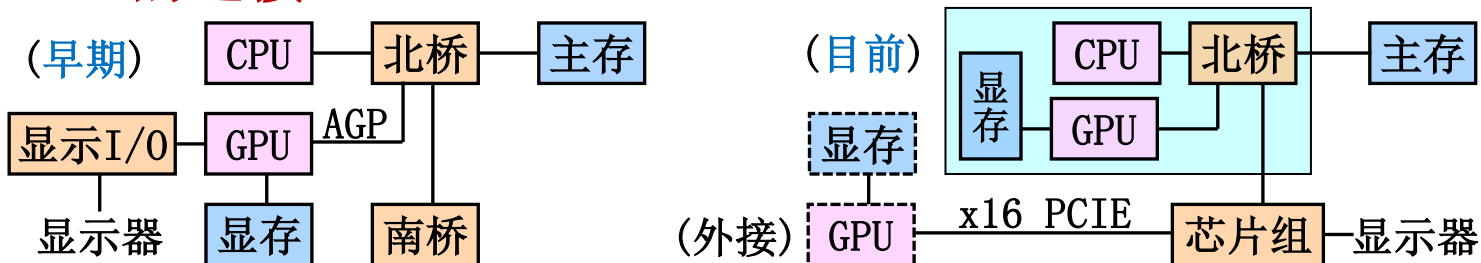 (早期) CPU 北桥 主存
显示I/O GPU AGP
显示器 显存 南桥
(目前) 显存 CPU 北桥 主存
显存 GPU
(外接) GPU x16 PCIE 芯片组 显示器